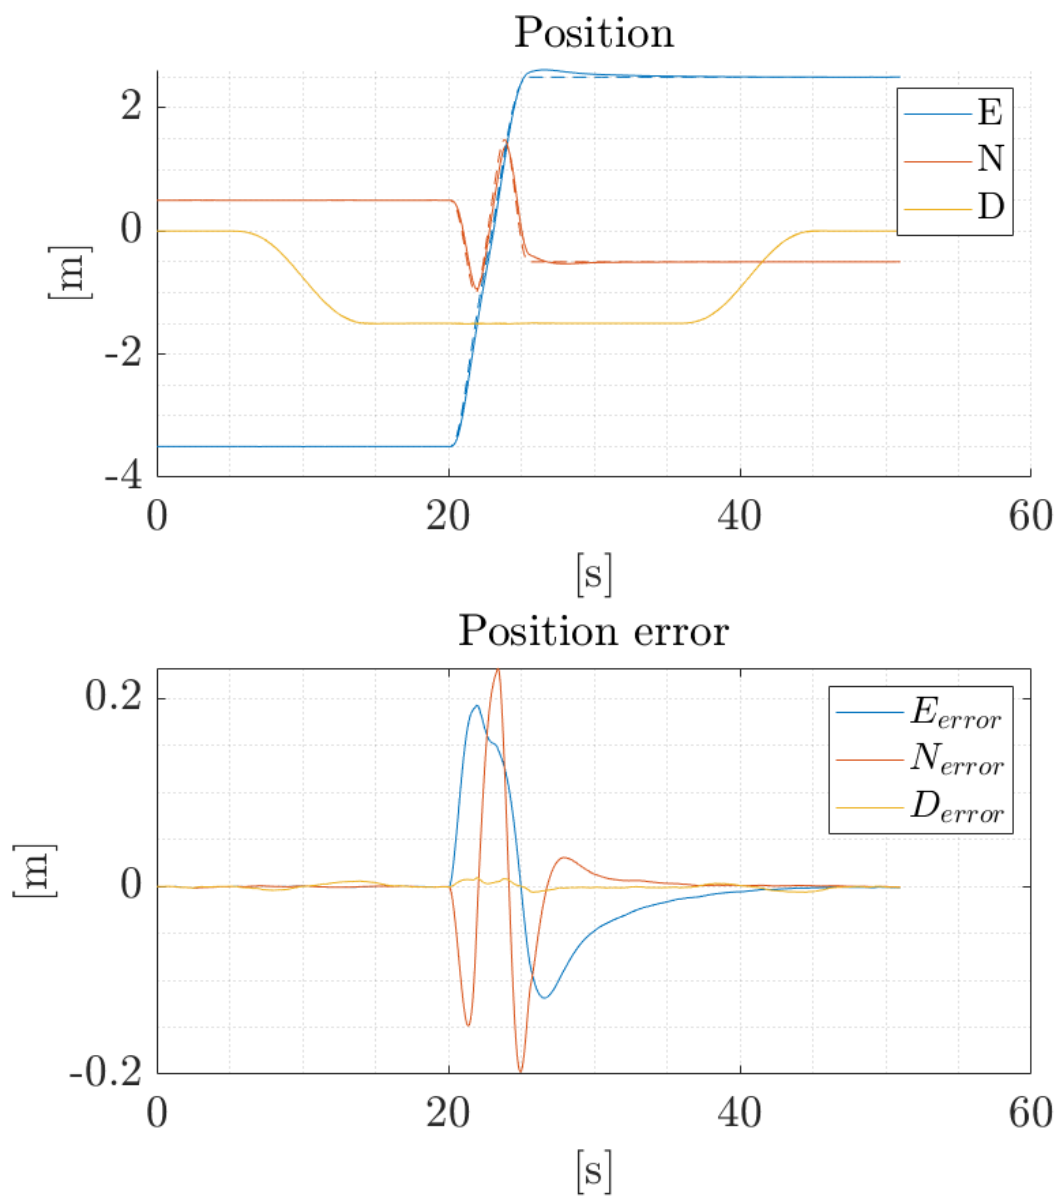 Position
2
0
-2
-4
[m]
E
N
D
0 20 40 60
[s]
Position error
0.2
0
-0.2
[m]
E_error
N_error
D_error
0 20 40 60
[s]